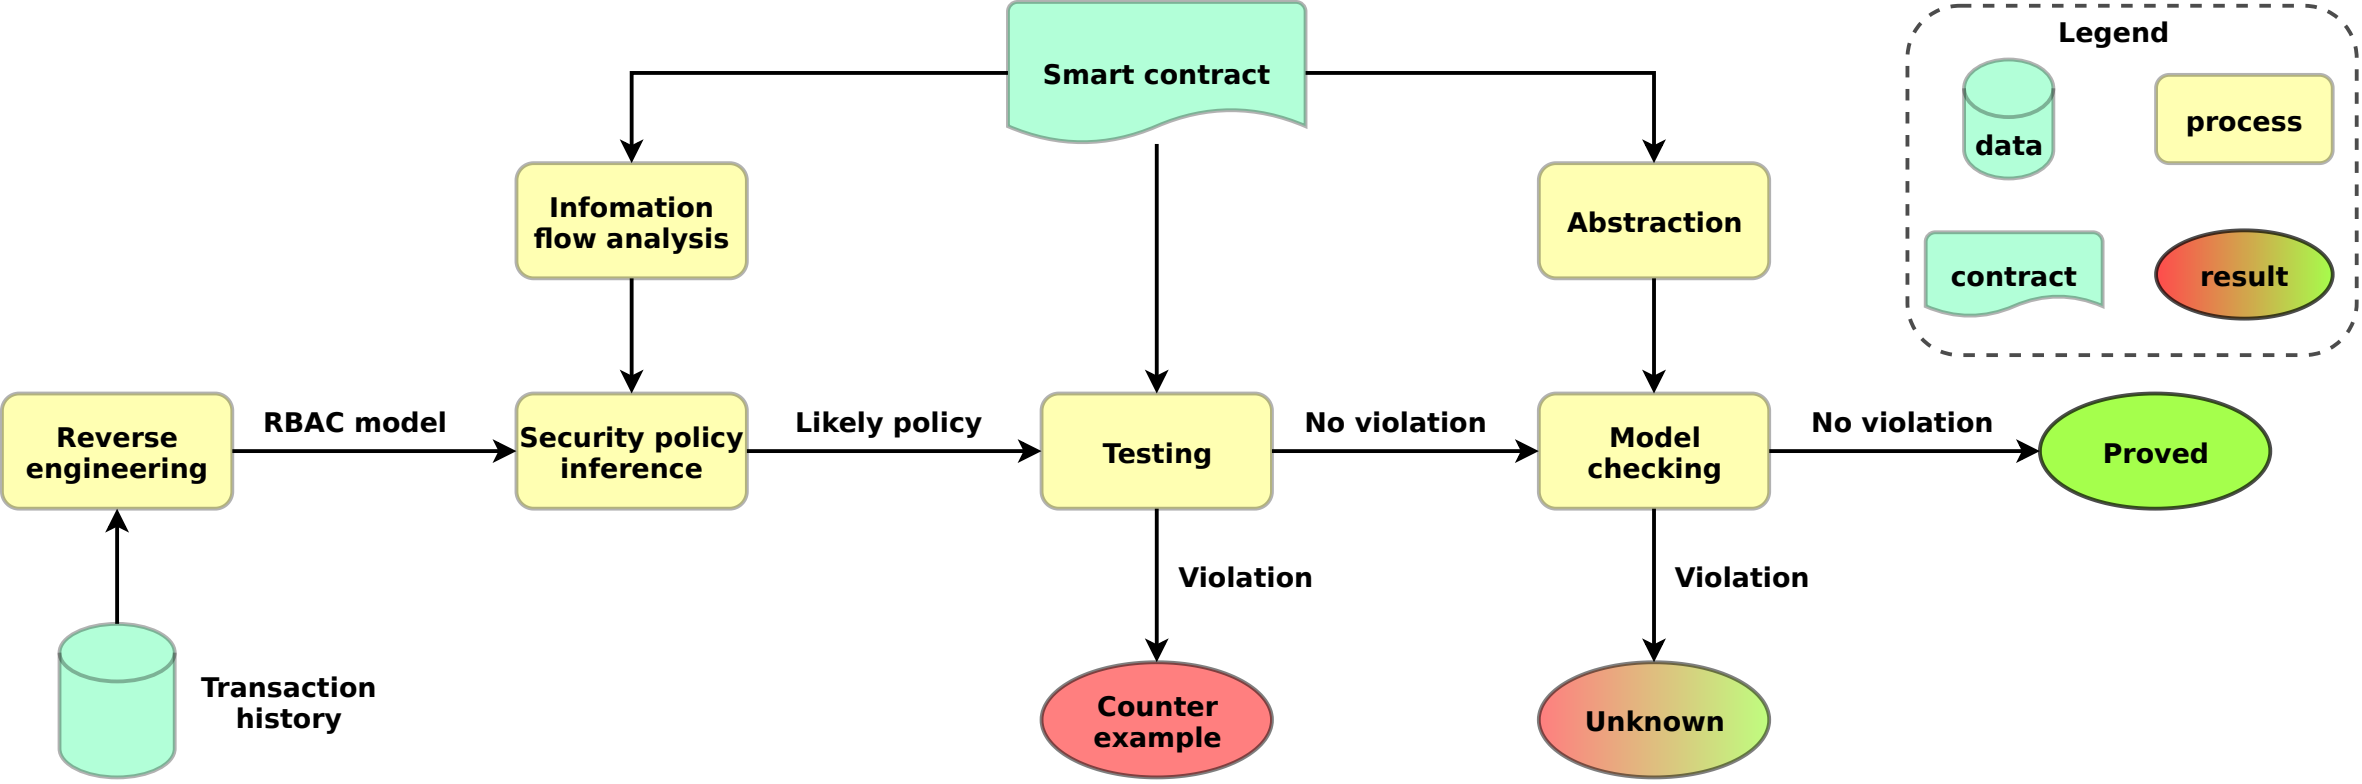 Smart contract
Legend
data
process
contract
result
Infomation
flow analysis
Abstraction
Reverse
engineering
RBAC model
Security policy
inference
Likely policy
Testing
No violation
Model
checking
No violation
Proved
Violation
Violation
Transaction
history
Counter
example
Unknown